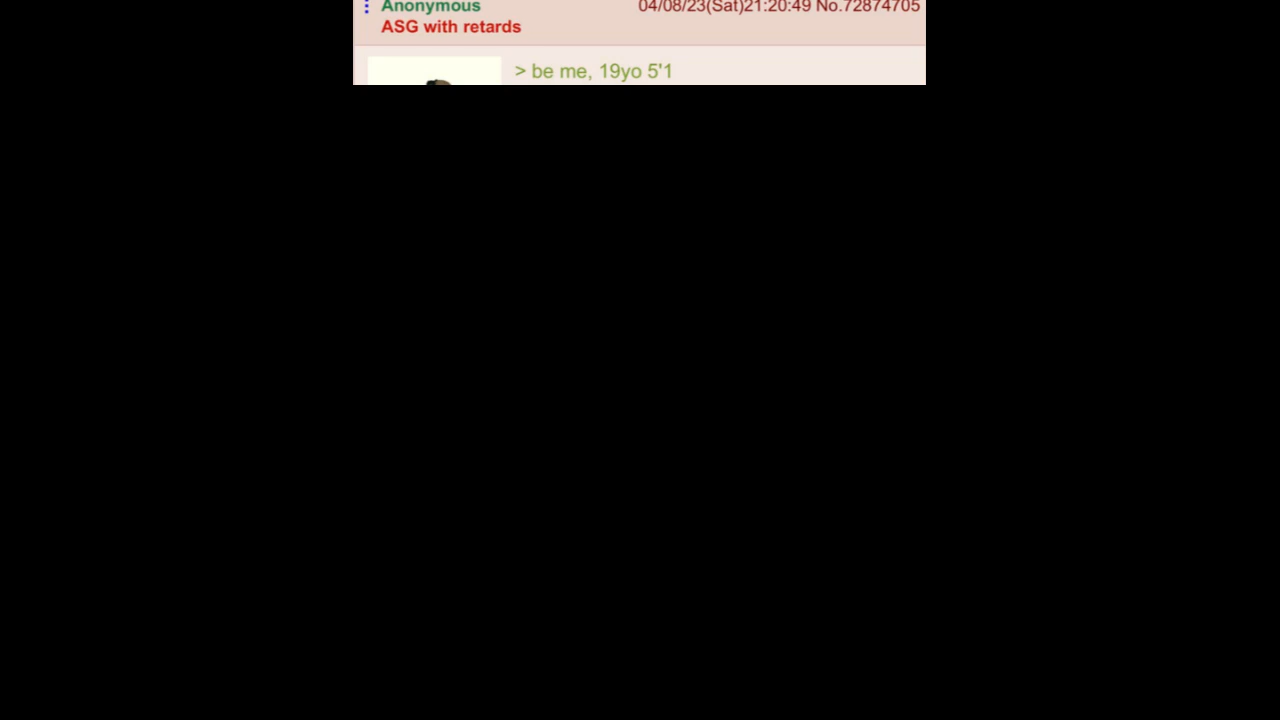 Anonymous 04/08/23(Sat)21:20:49 No.72874705
ASG with retards
> be me, 19yo 5'1